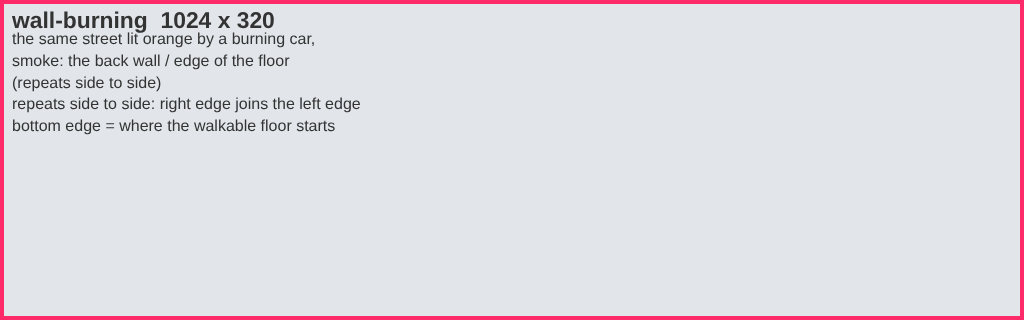 wall-burning  1024 x 320
the same street lit orange by a burning car,
smoke: the back wall / edge of the floor
(repeats side to side)
repeats side to side: right edge joins the left edge
bottom edge = where the walkable floor starts